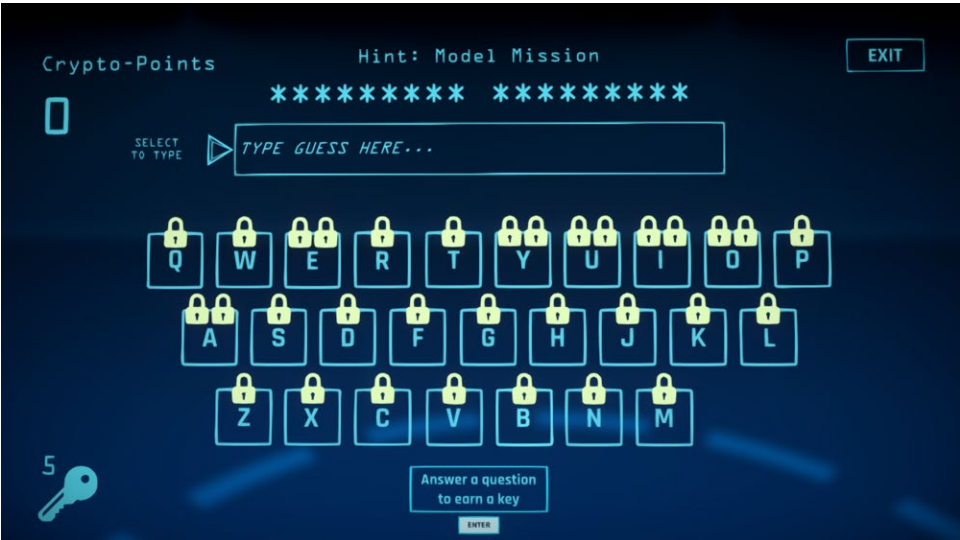 Crypto-Points
0
Hint: Model Mission
********* *********
EXIT
SELECT
TO TYPE
TYPE GUESS HERE...
Q W E R T Y U I O P
A S D F G H J K L
Z X C V B N M
5
Answer a question
to earn a key
ENTER